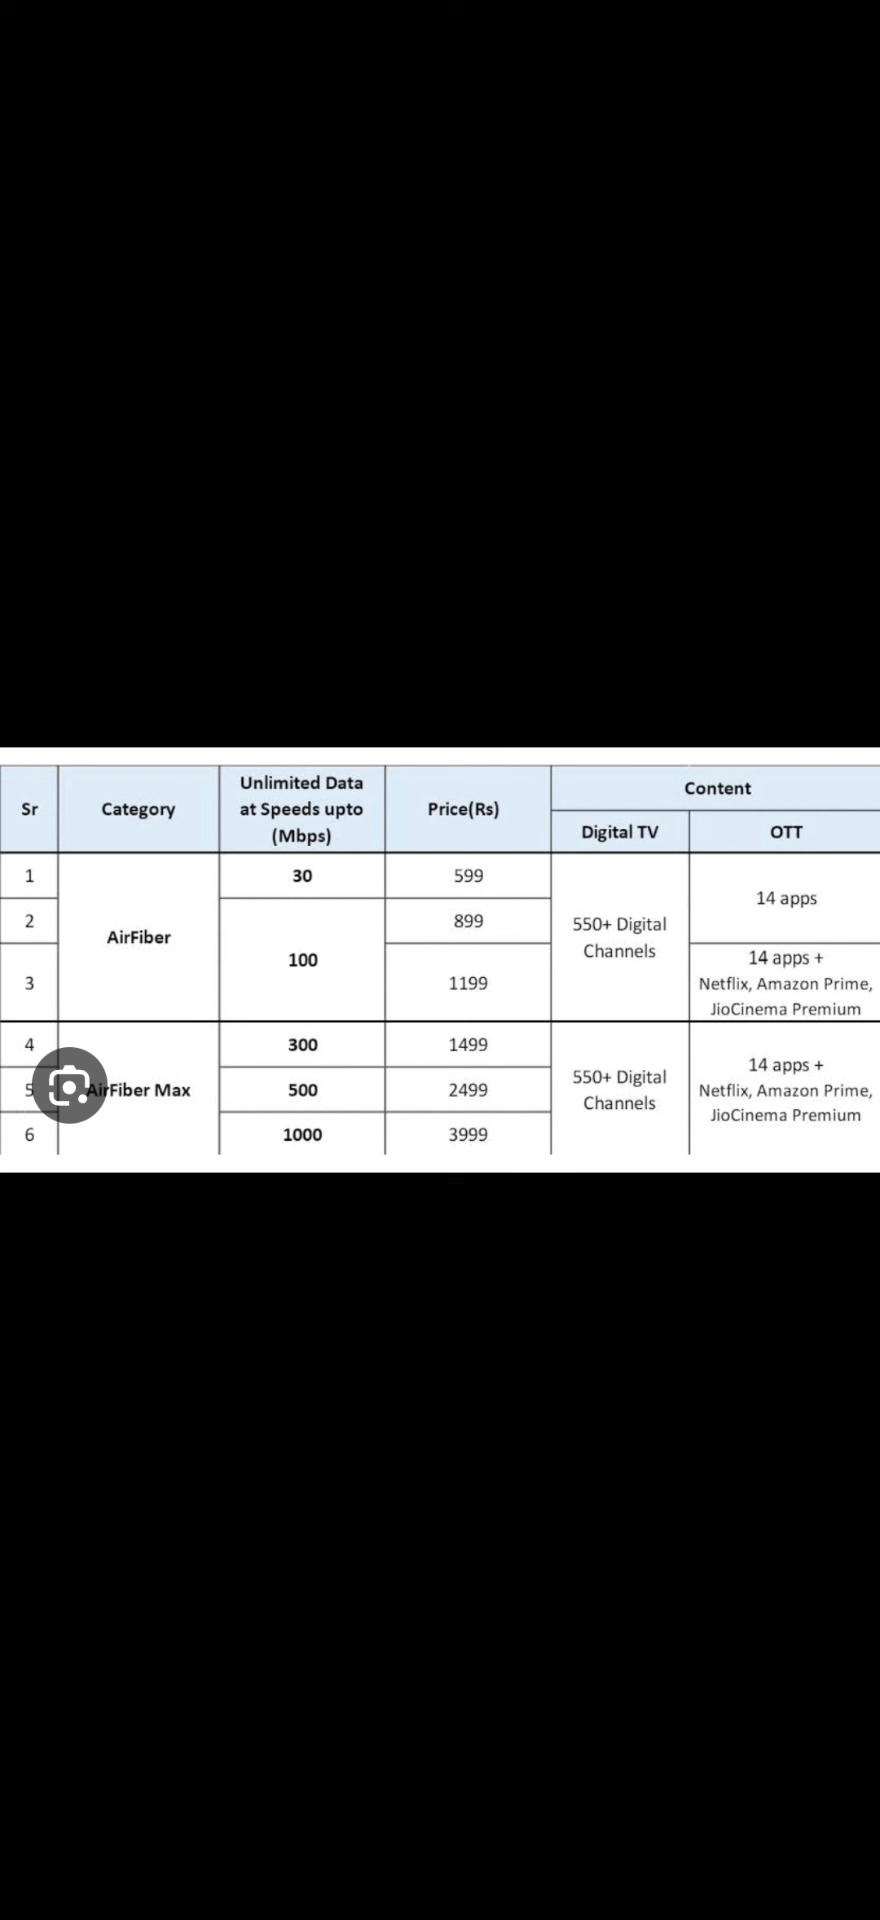 Sr
Category
Unlimited Data
at Speeds upto
(Mbps)
Price(Rs)
Content
Digital TV
OTT
1
AirFiber
30
599
550+ Digital
Channels
14 apps
2
100
899
3
1199
14 apps +
Netflix, Amazon Prime,
JioCinema Premium
4
AirFiber Max
300
1499
550+ Digital
Channels
14 apps +
Netflix, Amazon Prime,
JioCinema Premium
5
500
2499
6
1000
3999